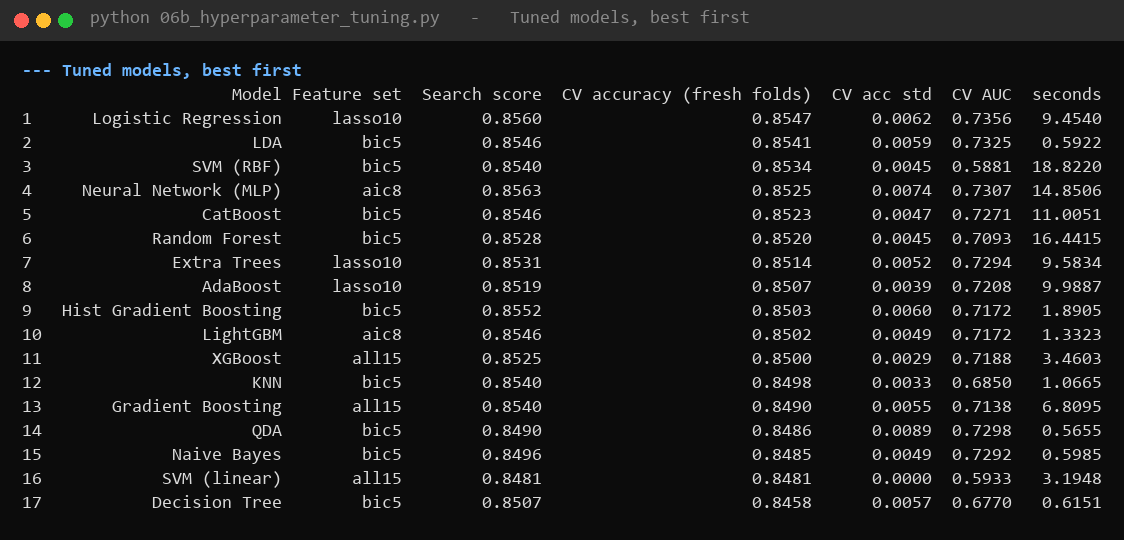 python 06b_hyperparameter_tuning.py - Tuned models, best first
--- Tuned models, best first
Model Feature set Search score CV accuracy (fresh folds) CV acc std CV AUC seconds
1 Logistic Regression lasso10 0.8560 0.8547 0.0062 0.7356 9.4540
2 LDA bic5 0.8546 0.8541 0.0059 0.7325 0.5922
3 SVM (RBF) bic5 0.8540 0.8534 0.0045 0.5881 18.8220
4 Neural Network (MLP) aic8 0.8563 0.8525 0.0074 0.7307 14.8506
5 CatBoost bic5 0.8546 0.8523 0.0047 0.7271 11.0051
6 Random Forest bic5 0.8528 0.8520 0.0045 0.7093 16.4415
7 Extra Trees lasso10 0.8531 0.8514 0.0052 0.7294 9.5834
8 AdaBoost lasso10 0.8519 0.8507 0.0039 0.7208 9.9887
9 Hist Gradient Boosting bic5 0.8552 0.8503 0.0060 0.7172 1.8905
10 LightGBM aic8 0.8546 0.8502 0.0049 0.7172 1.3323
11 XGBoost all15 0.8525 0.8500 0.0029 0.7188 3.4603
12 KNN bic5 0.8540 0.8498 0.0033 0.6850 1.0665
13 Gradient Boosting all15 0.8540 0.8490 0.0055 0.7138 6.8095
14 QDA bic5 0.8490 0.8486 0.0089 0.7298 0.5655
15 Naive Bayes bic5 0.8496 0.8485 0.0049 0.7292 0.5985
16 SVM (linear) all15 0.8481 0.8481 0.0000 0.5933 3.1948
17 Decision Tree bic5 0.8507 0.8458 0.0057 0.6770 0.6151